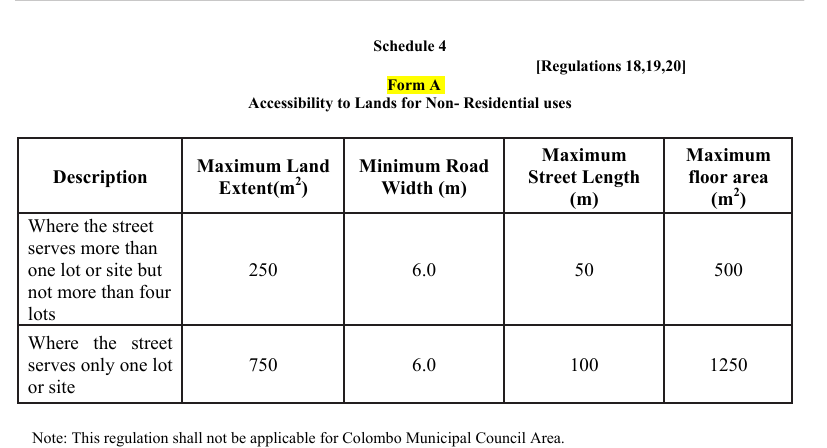 Schedule 4
[Regulations 18,19,20]
Form A
Accessibility to Lands for Non- Residential uses
Description
Maximum Land
Extent(m²)
Minimum Road
Width (m)
Maximum
Street Length
(m)
Maximum
floor area
(m²)
Where the street
serves more than
one lot or site but
not more than four
lots
250
6.0
50
500
Where the street
serves only one lot
or site
750
6.0
100
1250
Note: This regulation shall not be applicable for Colombo Municipal Council Area.